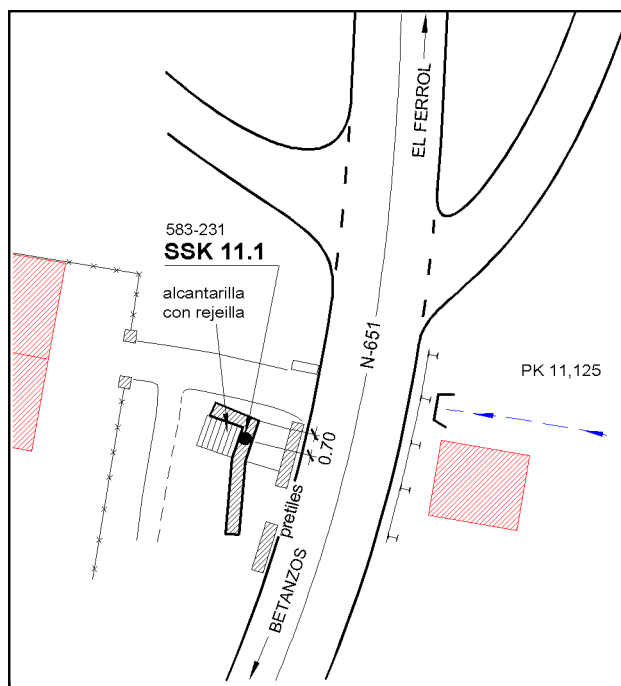 EL FERROL
583-231
SSK 11.1
alcantarilla
con rejeilla
N-651
PK 11,125
0.70
pretiles
BETANZOS